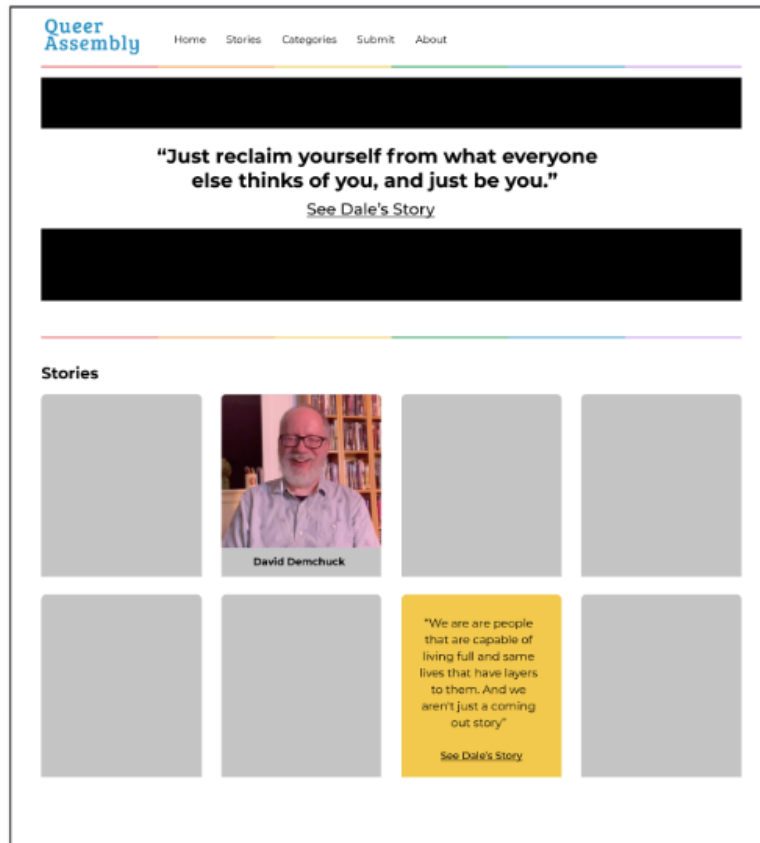 Queer
Assembly
Home Stories Categories Submit About
“Just reclaim yourself from what everyone
else thinks of you, and just be you.”
See Dale’s Story
Stories
David Demchuck
“We are are people
that are capable of
living full and same
lives that have layers
to them. And we
aren’t just a coming
out story”
See Dale’s Story